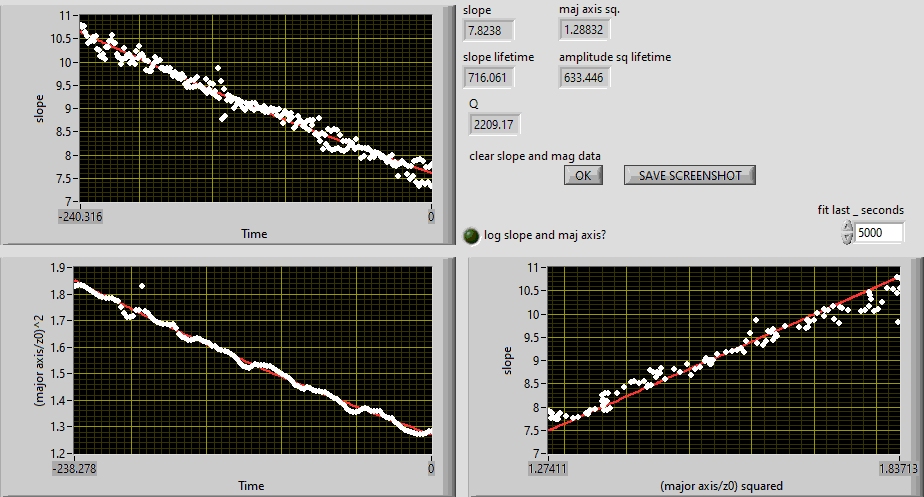 11
10.5
10
9.5
9
8.5
8
7.5
7
slope
-240.316
0
Time
slope
maj axis sq.
7.8238
1.28832
slope lifetime
amplitude sq lifetime
716.061
633.446
Q
2209.17
clear slope and mag data
OK
SAVE SCREENSHOT
fit last _ seconds
5000
log slope and maj axis?
1.9
1.8
1.7
1.6
1.5
1.4
1.3
1.2
(major axis/z0)^2
-238.278
0
Time
11
10.5
10
9.5
9
8.5
8
7.5
7
slope
1.27411
1.83713
(major axis/z0) squared